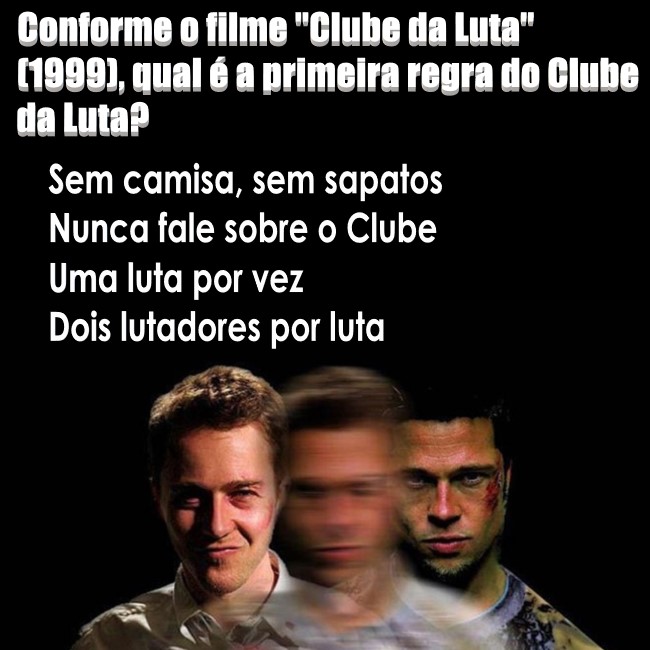 Conforme o filme "Clube da Luta"
(1999), qual é a primeira regra do Clube
da Luta?
Sem camisa, sem sapatos
Nunca fale sobre o Clube
Uma luta por vez
Dois lutadores por luta